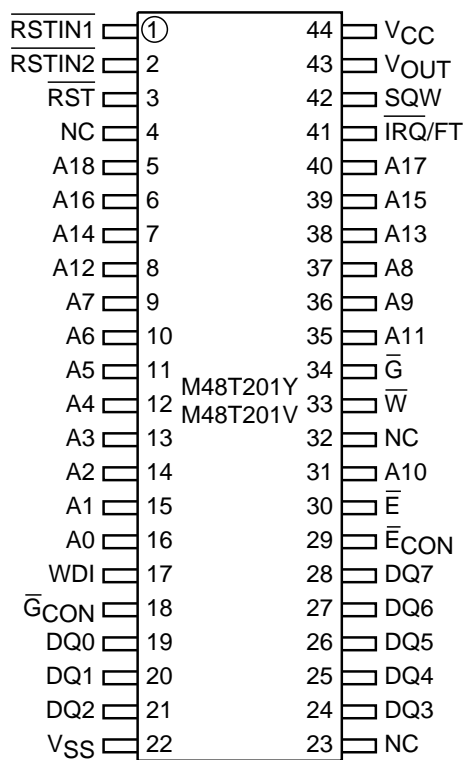 RSTIN1 1 44 VCC
RSTIN2 2 43 VOUT
RST 3 42 SQW
NC 4 41 IRQ/FT
A18 5 40 A17
A16 6 39 A15
A14 7 38 A13
A12 8 37 A8
A7 9 36 A9
A6 10 35 A11
A5 11 34 G
M48T201Y
A4 12 33 W
M48T201V
A3 13 32 NC
A2 14 31 A10
A1 15 30 E
A0 16 29 ECON
WDI 17 28 DQ7
GCON 18 27 DQ6
DQ0 19 26 DQ5
DQ1 20 25 DQ4
DQ2 21 24 DQ3
VSS 22 23 NC